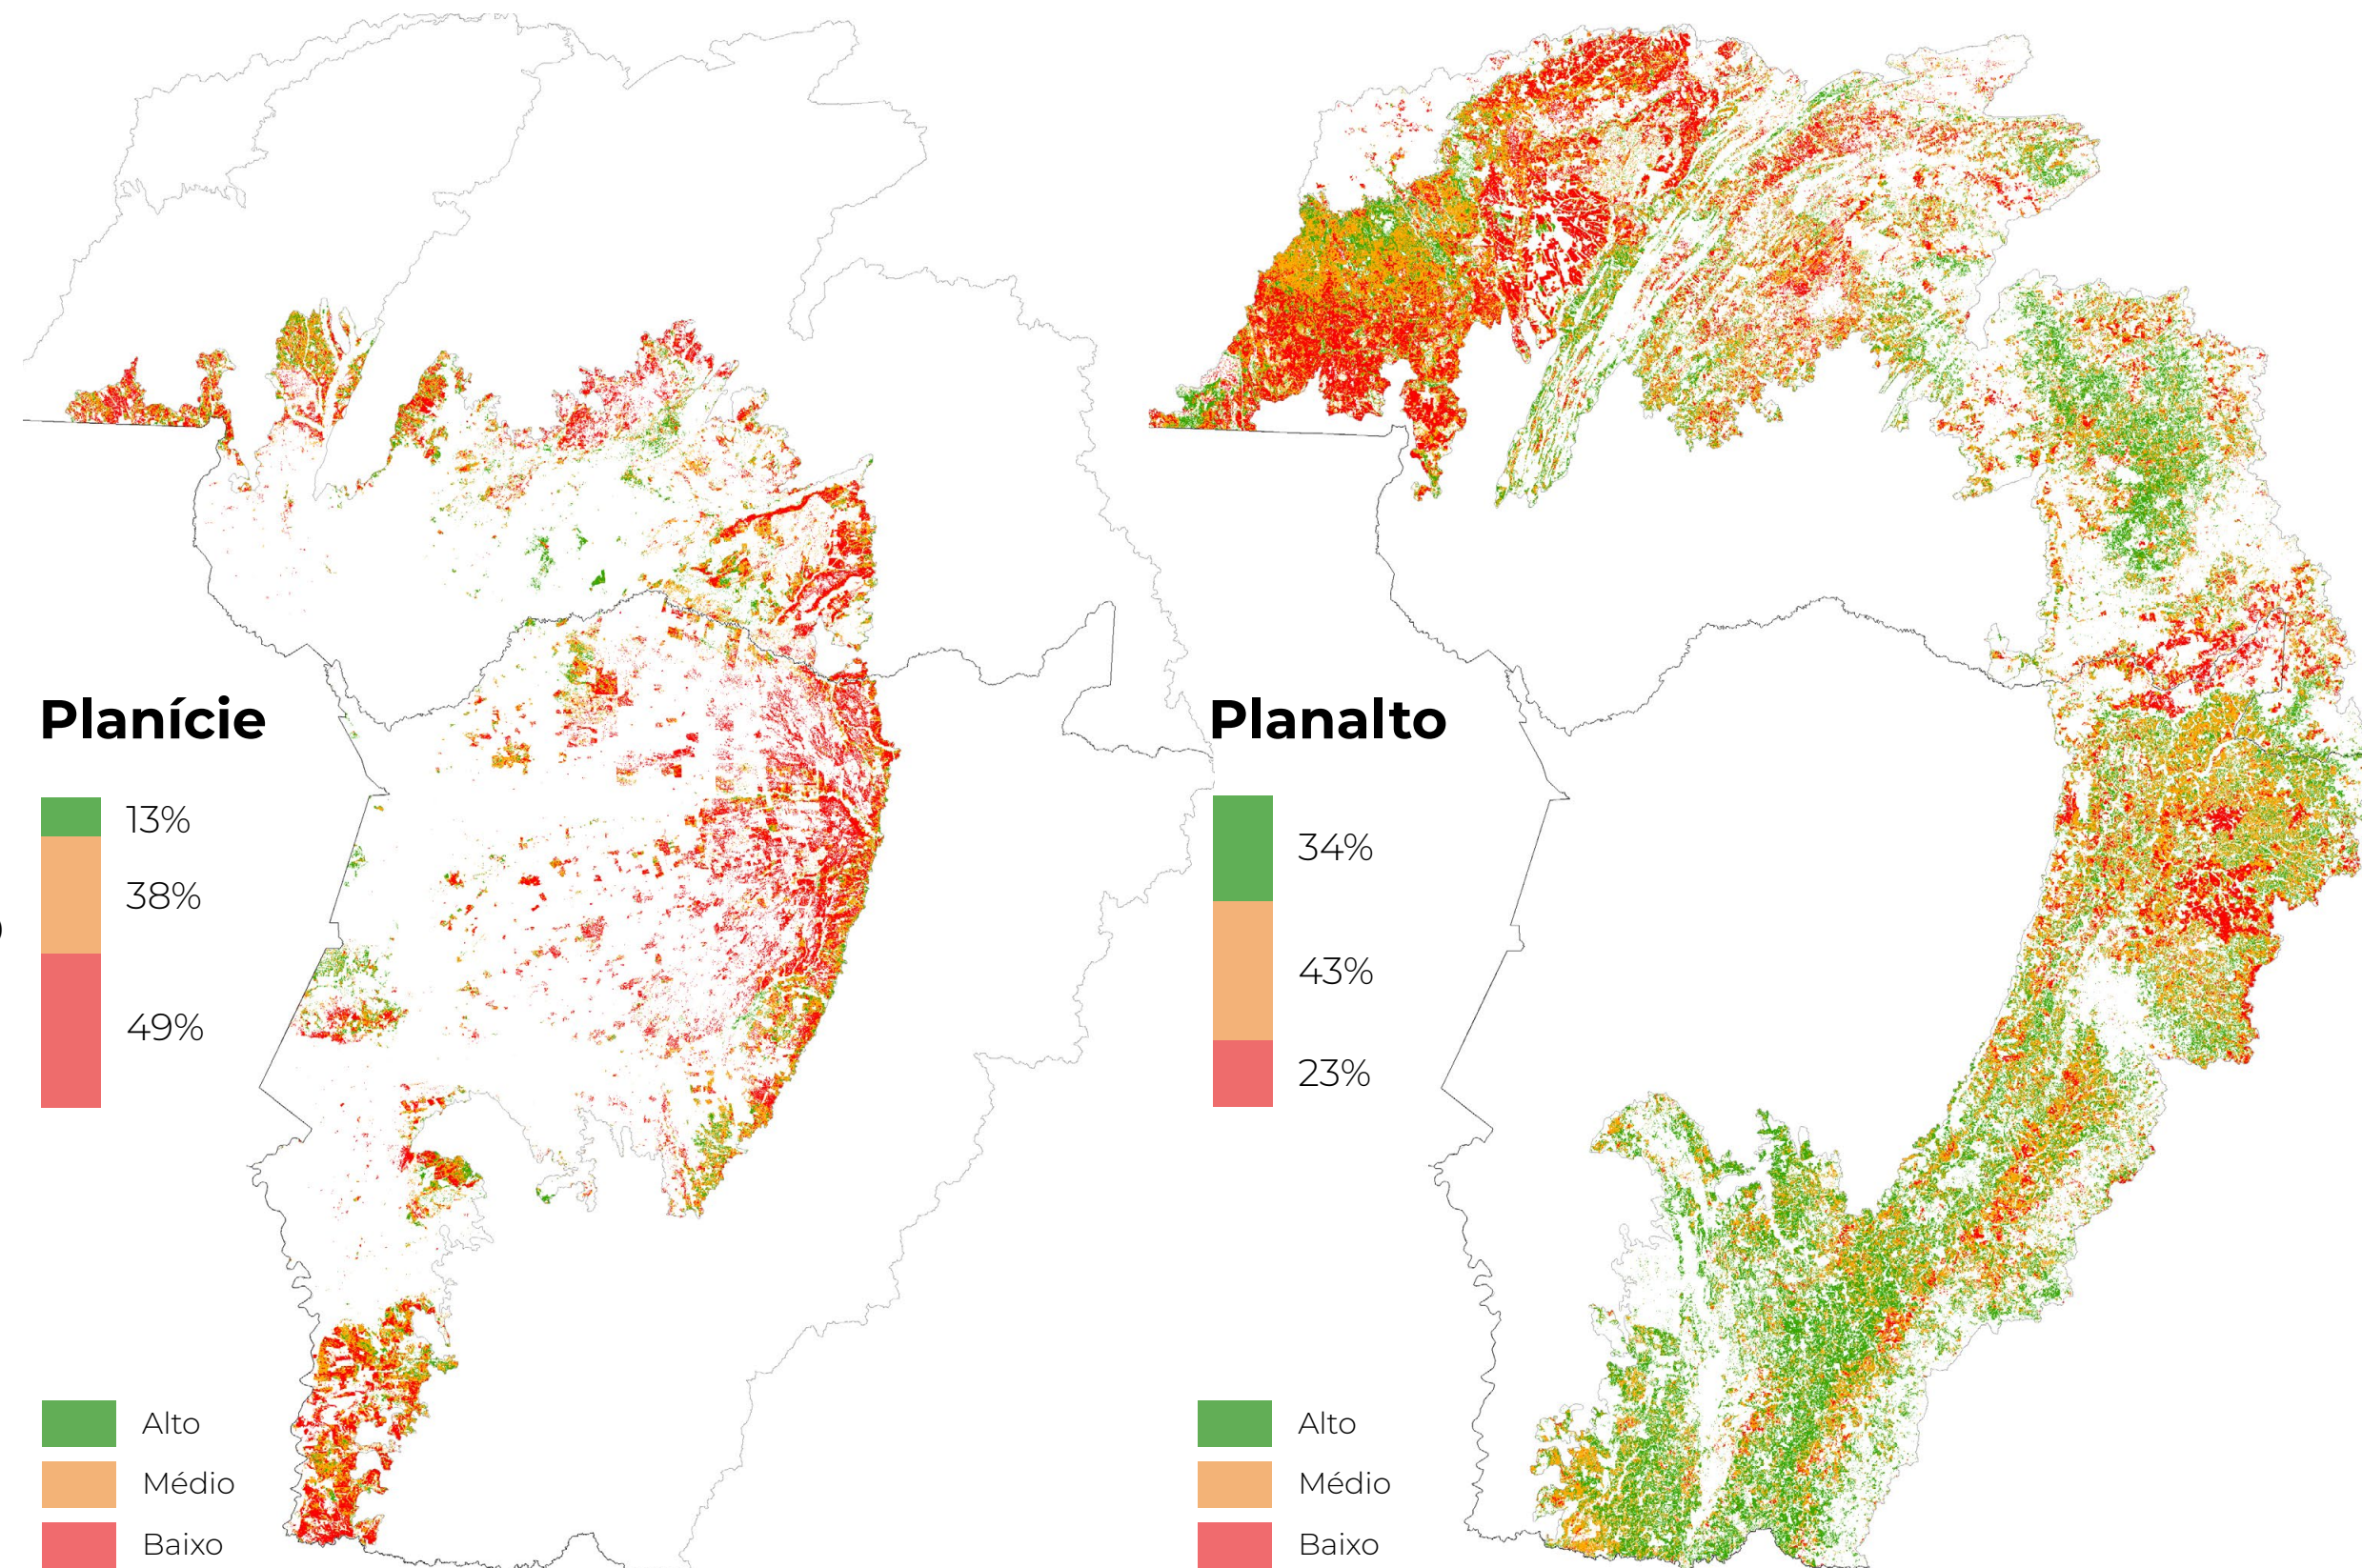 Planície
13%
38%
49%
Alto
Médio
Baixo
Planalto
34%
43%
23%
Alto
Médio
Baixo